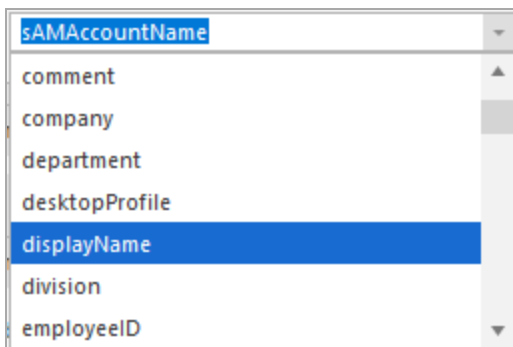 sAMAccountName
comment
company
department
desktopProfile
displayName
division
employeeID